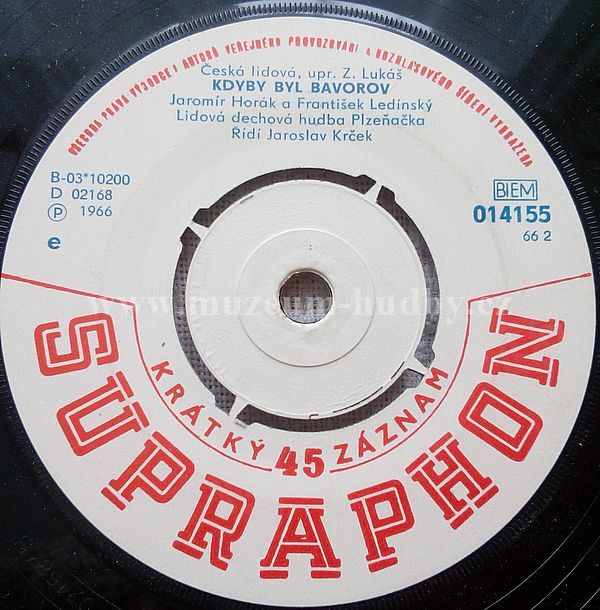 VŠECHA PRÁVA VÝROBCE I AUTORŮ VEŘEJNÉHO PROVOZOVÁNÍ A ROZHLASOVÉHO ŠÍŘENÍ VYHRAŽENA
Česká lidová, upr. Z. Lukáš
KDYBY BYL BAVOROV
Jaromír Horák a František Ledínský
Lidová dechová hudba Plzeňačka
Řídí Jaroslav Krček
B-03*10200
D 02168
Ⓟ 1966
e
BIEM
014155
66 2
www.muzeum-hudby.cz
KRÁTKÝ 45 ZÁZNAM
SUPRAPHON